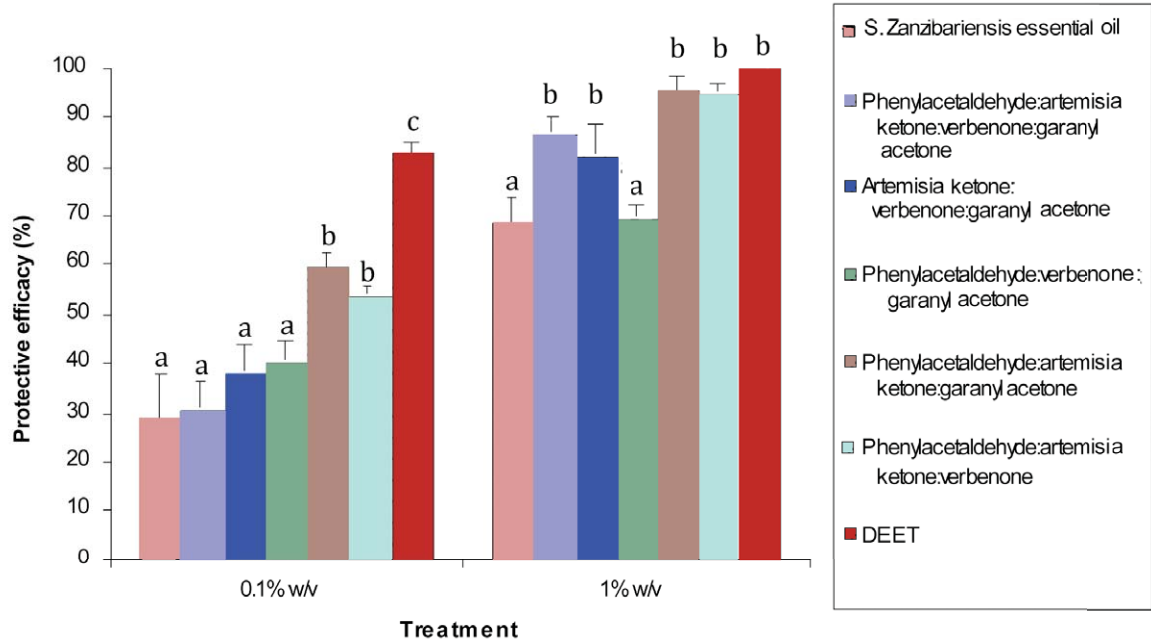 Protective efficacy (%)
100
90
80
70
60
50
40
30
20
10
0
a
a
a
a
b
b
c
a
b
b
a
b
b
b
0.1% w/v
1% w/v
Treatment
S.Zanzibariensis essential oil
Phenylacetaldehyde:artemisia
ketone:verbenone:garanyl
acetone
Artemisia ketone:
verbenone:garanyl acetone
Phenylacetaldehyde:verbenone:
garanyl acetone
Phenylacetaldehyde:artemisia
ketone:garanyl acetone
Phenylacetaldehyde:artemisia
ketone:verbenone
DEET